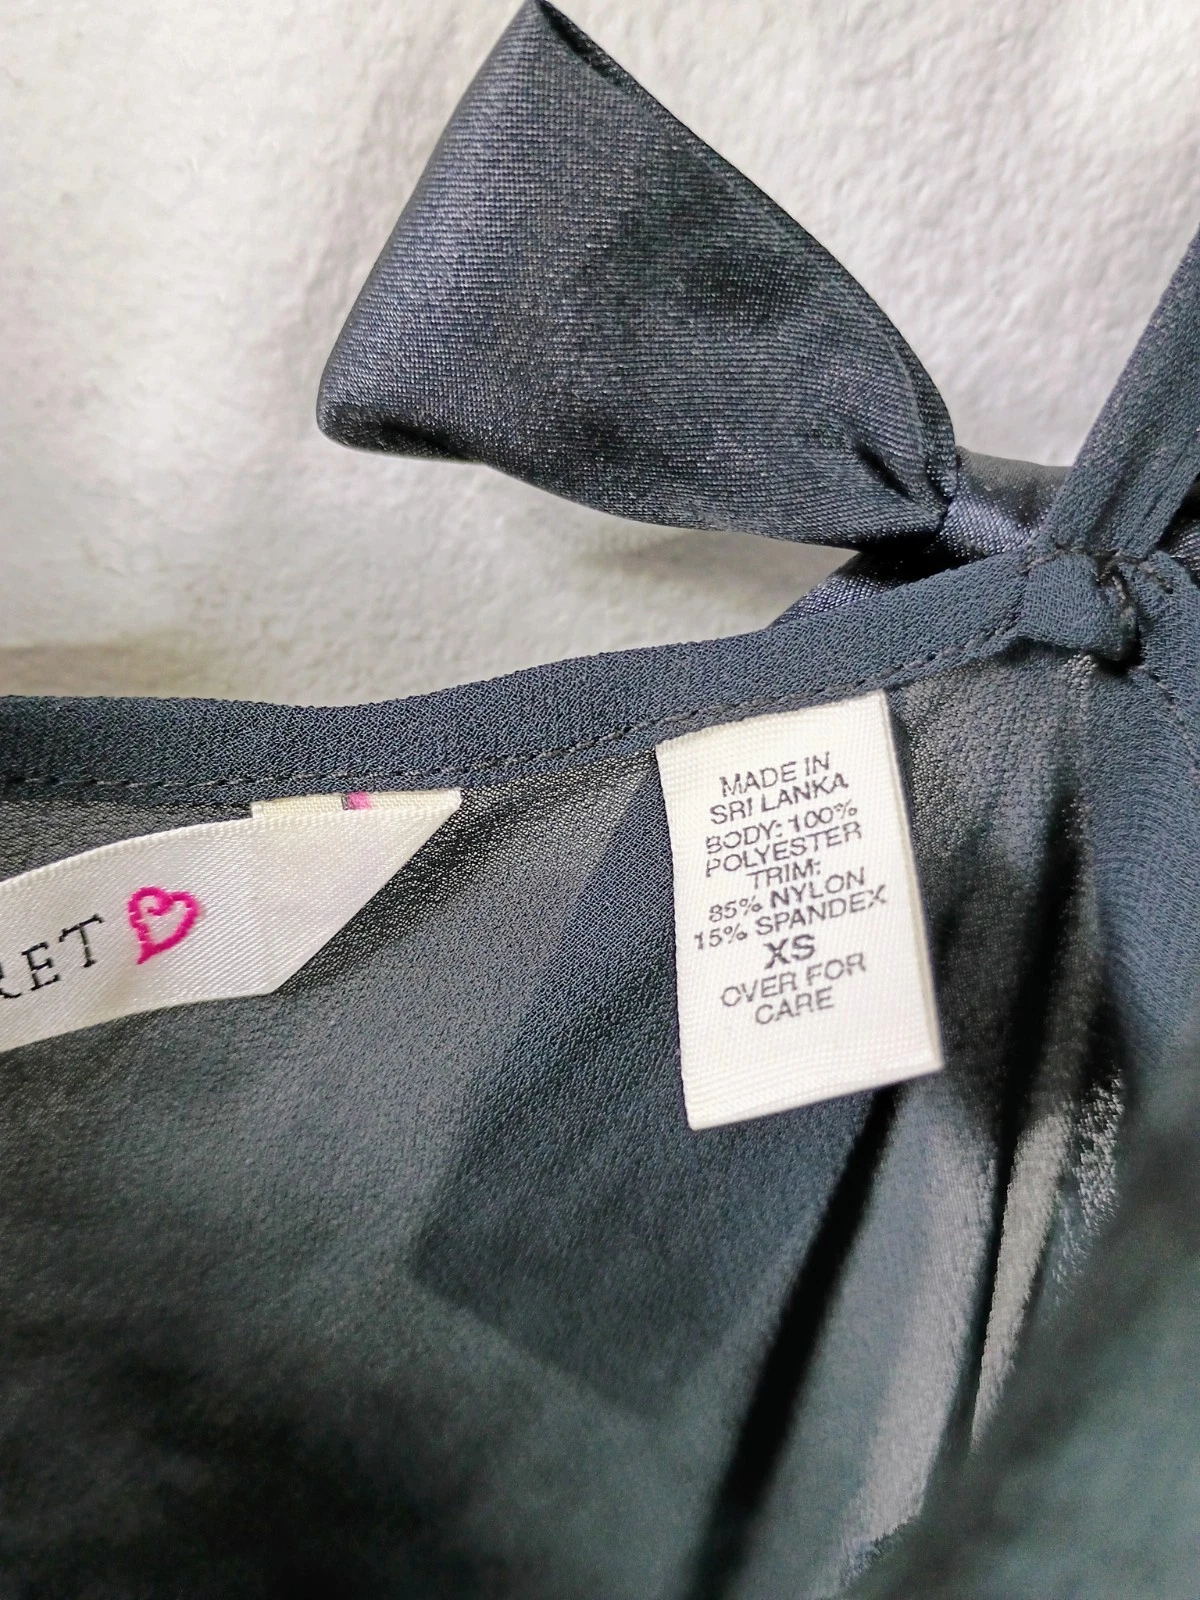 RET
MADE IN
SRI LANKA
BODY: 100%
POLYESTER
TRIM:
85% NYLON
15% SPANDEX
XS
OVER FOR
CARE